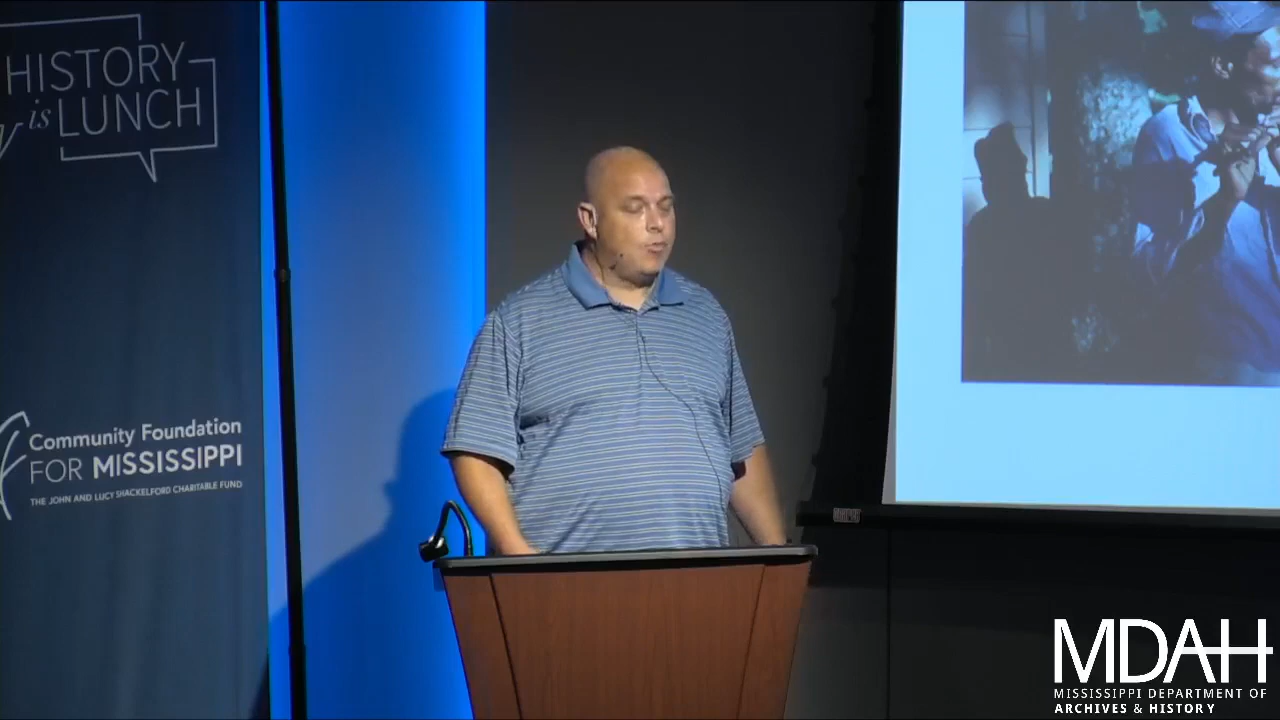 HISTORY
is LUNCH
Community Foundation
FOR MISSISSIPPI
THE JOHN AND LUCY SHACKELFORD CHARITABLE FUND
MDAH
MISSISSIPPI DEPARTMENT OF
ARCHIVES & HISTORY